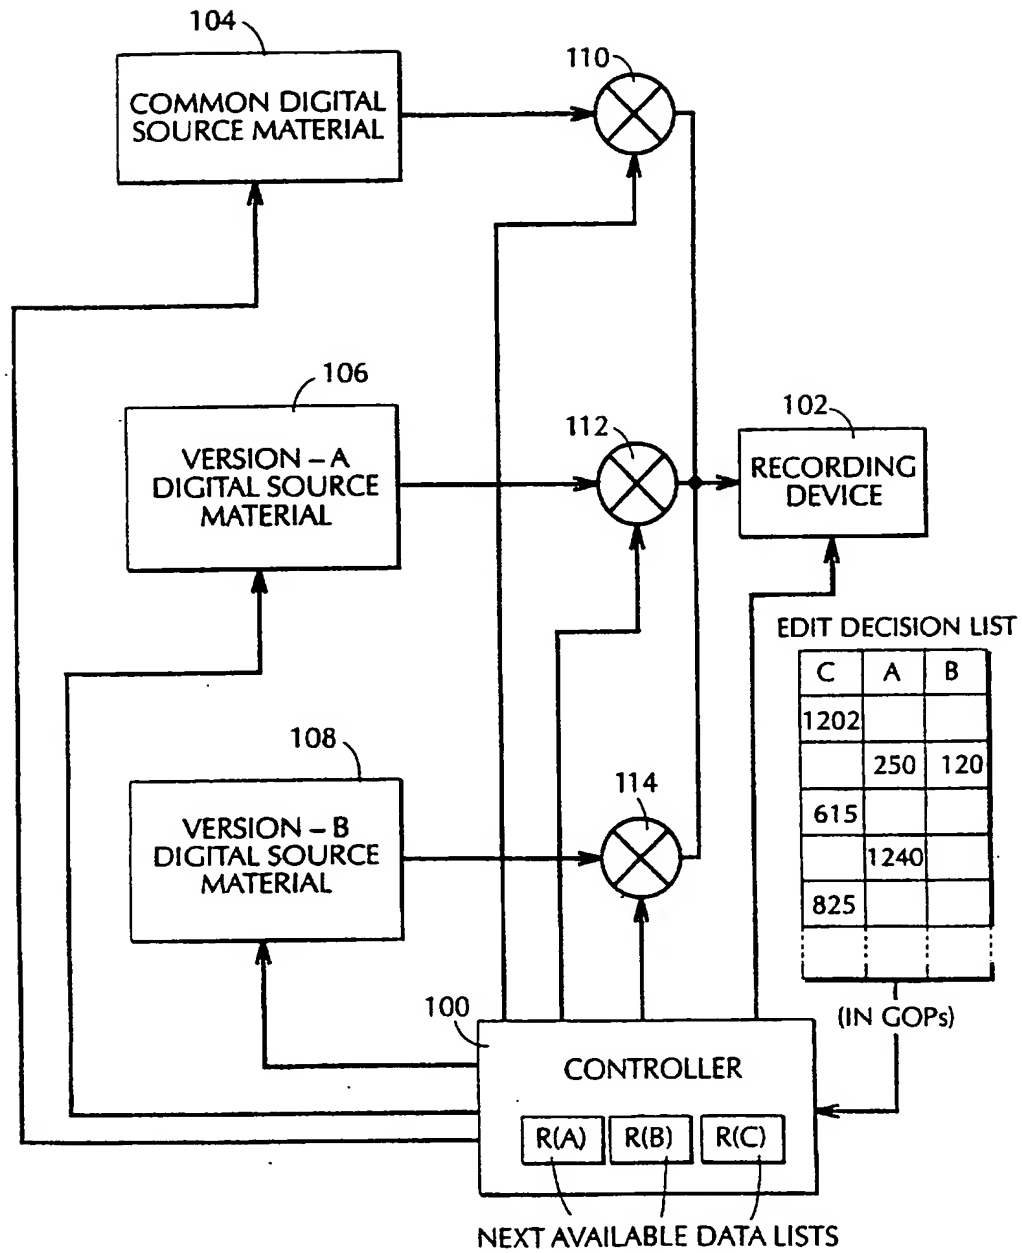 104
COMMON DIGITAL
SOURCE MATERIAL
110
106
VERSION – A
DIGITAL SOURCE
MATERIAL
112
102
RECORDING
DEVICE
108
VERSION – B
DIGITAL SOURCE
MATERIAL
114
EDIT DECISION LIST
C A B
1202
250 120
615
1240
825
(IN GOPs)
100
CONTROLLER
R(A) R(B) R(C)
NEXT AVAILABLE DATA LISTS